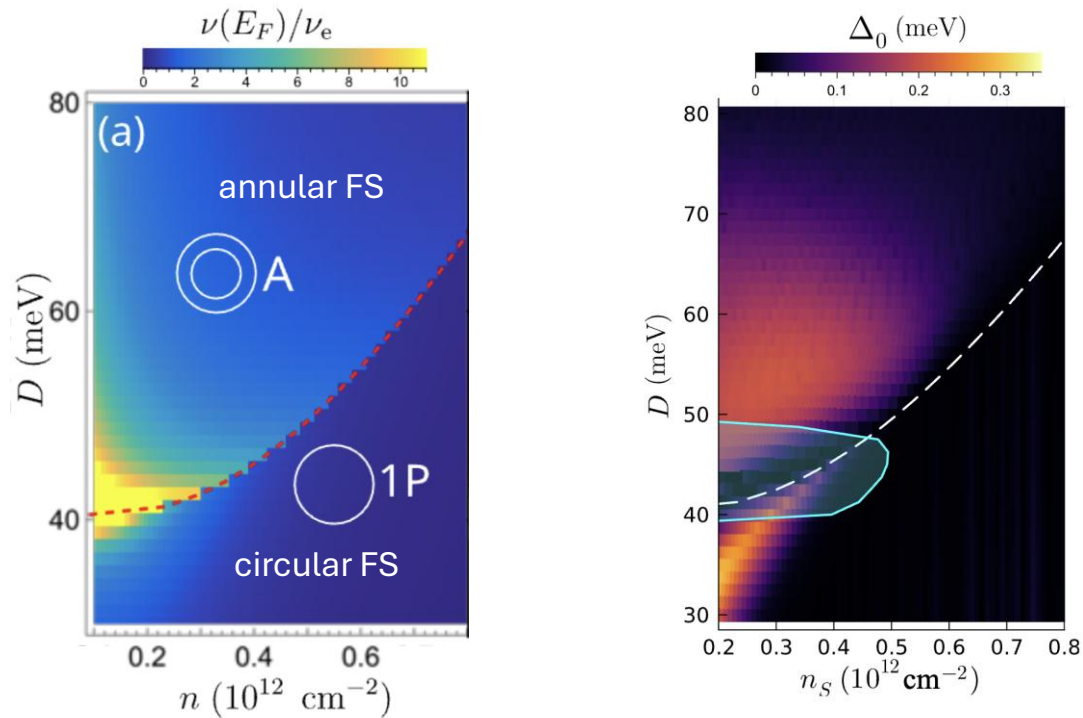 ν(E_F)/ν_e
0 2 4 6 8 10
(a)
annular FS
A
1P
circular FS
80
60
40
D (meV)
0.2 0.4 0.6
n (10^12 cm^−2)
Δ_0 (meV)
0 0.1 0.2 0.3
80
70
60
50
40
30
D (meV)
0.2 0.3 0.4 0.5 0.6 0.7 0.8
n_S (10^12 cm^−2)